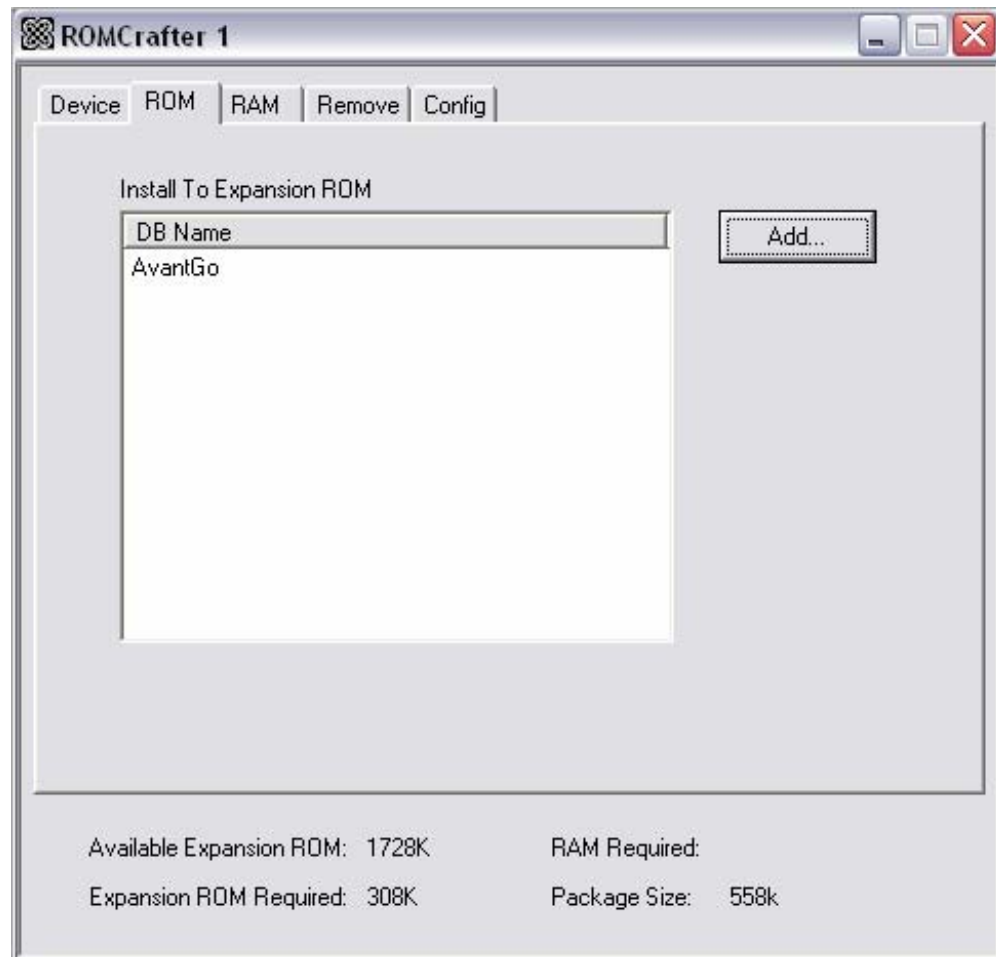 ROMCrafter 1
Device ROM RAM Remove Config
Install To Expansion ROM
DB Name
Add...
AvantGo
Available Expansion ROM: 1728K RAM Required:
Expansion ROM Required: 308K Package Size: 558k